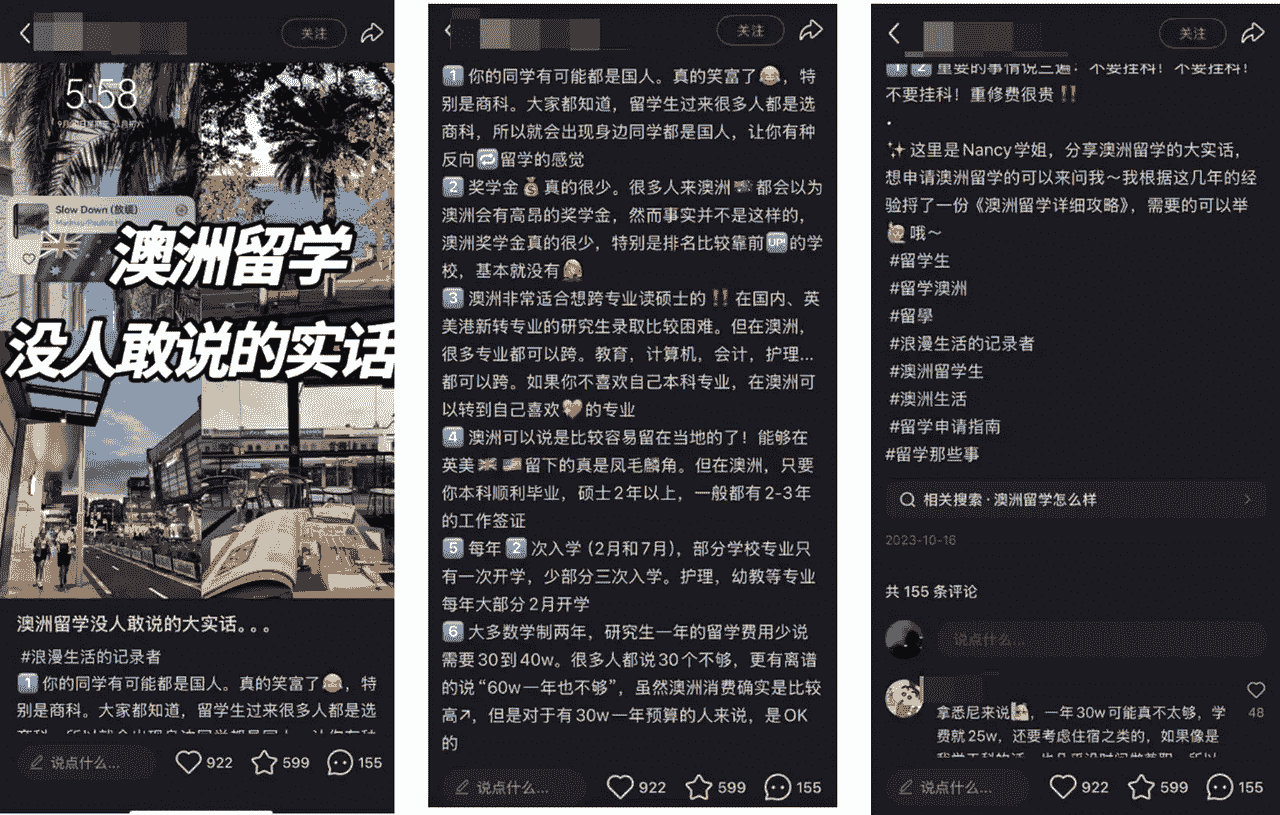 关注
5:58
Slow Down (放缓)
澳洲留学
没人敢说的实话
澳洲留学没人敢说的大实话。。。
#浪漫生活的记录者
1 你的同学有可能都是国人。真的笑富了😂，特
别是商科。大家都知道，留学生过来很多人都是选
说点什么...
922
599
155
关注
1 你的同学有可能都是国人。真的笑富了😂，特
别是商科。大家都知道，留学生过来很多人都是选
商科，所以就会出现身边同学都是国人，让你有种
反向🔁留学的感觉
2 奖学金💰真的很少。很多人来澳洲🇦🇺都会以为
澳洲会有高昂的奖学金，然而事实并不是这样的，
澳洲奖学金真的很少，特别是排名比较靠前🆙的学
校，基本就没有
3 澳洲非常适合想跨专业读硕士的‼️在国内、英
美港新转专业的研究生录取比较困难。但在澳洲，
很多专业都可以跨。教育，计算机，会计，护理...
都可以跨。如果你不喜欢自己本科专业，在澳洲可
以转到自己喜欢💛的专业
4 澳洲可以说是比较容易留在当地的了！能够在
英美🇬🇧🇺🇸留下的真是凤毛麟角。但在澳洲，只要
你本科顺利毕业，硕士2年以上，一般都有2-3年
的工作签证
5 每年2次入学（2月和7月），部分学校专业只
有一次开学，少部分三次入学。护理，幼教等专业
每年大部分2月开学
6 大多数学制两年，研究生一年的留学费用少说
需要30到40w。很多人都说30个不够，更有离谱
的说“60w一年也不够”，虽然澳洲消费确实是比较
高↗，但是对于有30w一年预算的人来说，是OK
的
说点什么...
922
599
155
关注
1 2 重要的事情说三遍：不要挂科！不要挂科！
不要挂科！重修费很贵‼️
.
✨这里是Nancy学姐，分享澳洲留学的大实话，
想申请澳洲留学的可以来问我～我根据这几年的经
验捋了一份《澳洲留学详细攻略》，需要的可以举
🙋哦～
#留学生
#留学澳洲
#留學
#浪漫生活的记录者
#澳洲留学生
#澳洲生活
#留学申请指南
#留学那些事
相关搜索·澳洲留学怎么样
2023-10-16
共 155 条评论
说点什么...
48
拿悉尼来说，一年30w可能真不太够，学
费就25w，还要考虑住宿之类的，如果像是
说点什么...
922
599
155